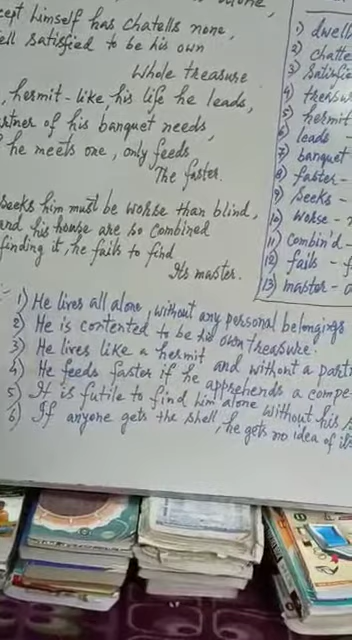 cept himself has chatells none,
ell satisfied to be his own
Whole treasure
, hermit-like, his life he leads,
rtner of his banquet needs,
he meets one, only feeds
The faster.
seeks him must be worse than blind,
and his house are so combined
finding it, he fails to find
Its master.
1) He lives all alone, without any personal belongings
2) He is contented to be his own treasure.
3) He lives like a hermit and without a part
4) He feeds faster if he apprehends a compe
5) It is futile to find him alone without his s
6) If anyone gets the shell, he gets no idea of its
1) dwell
2) chatte
3) satisfie
4) treasur
5) hermit
6) leads
7) banquet
8) faster -
9) seeks -
10) worse -
11) combin'd -
12) fails - f
13) master - o